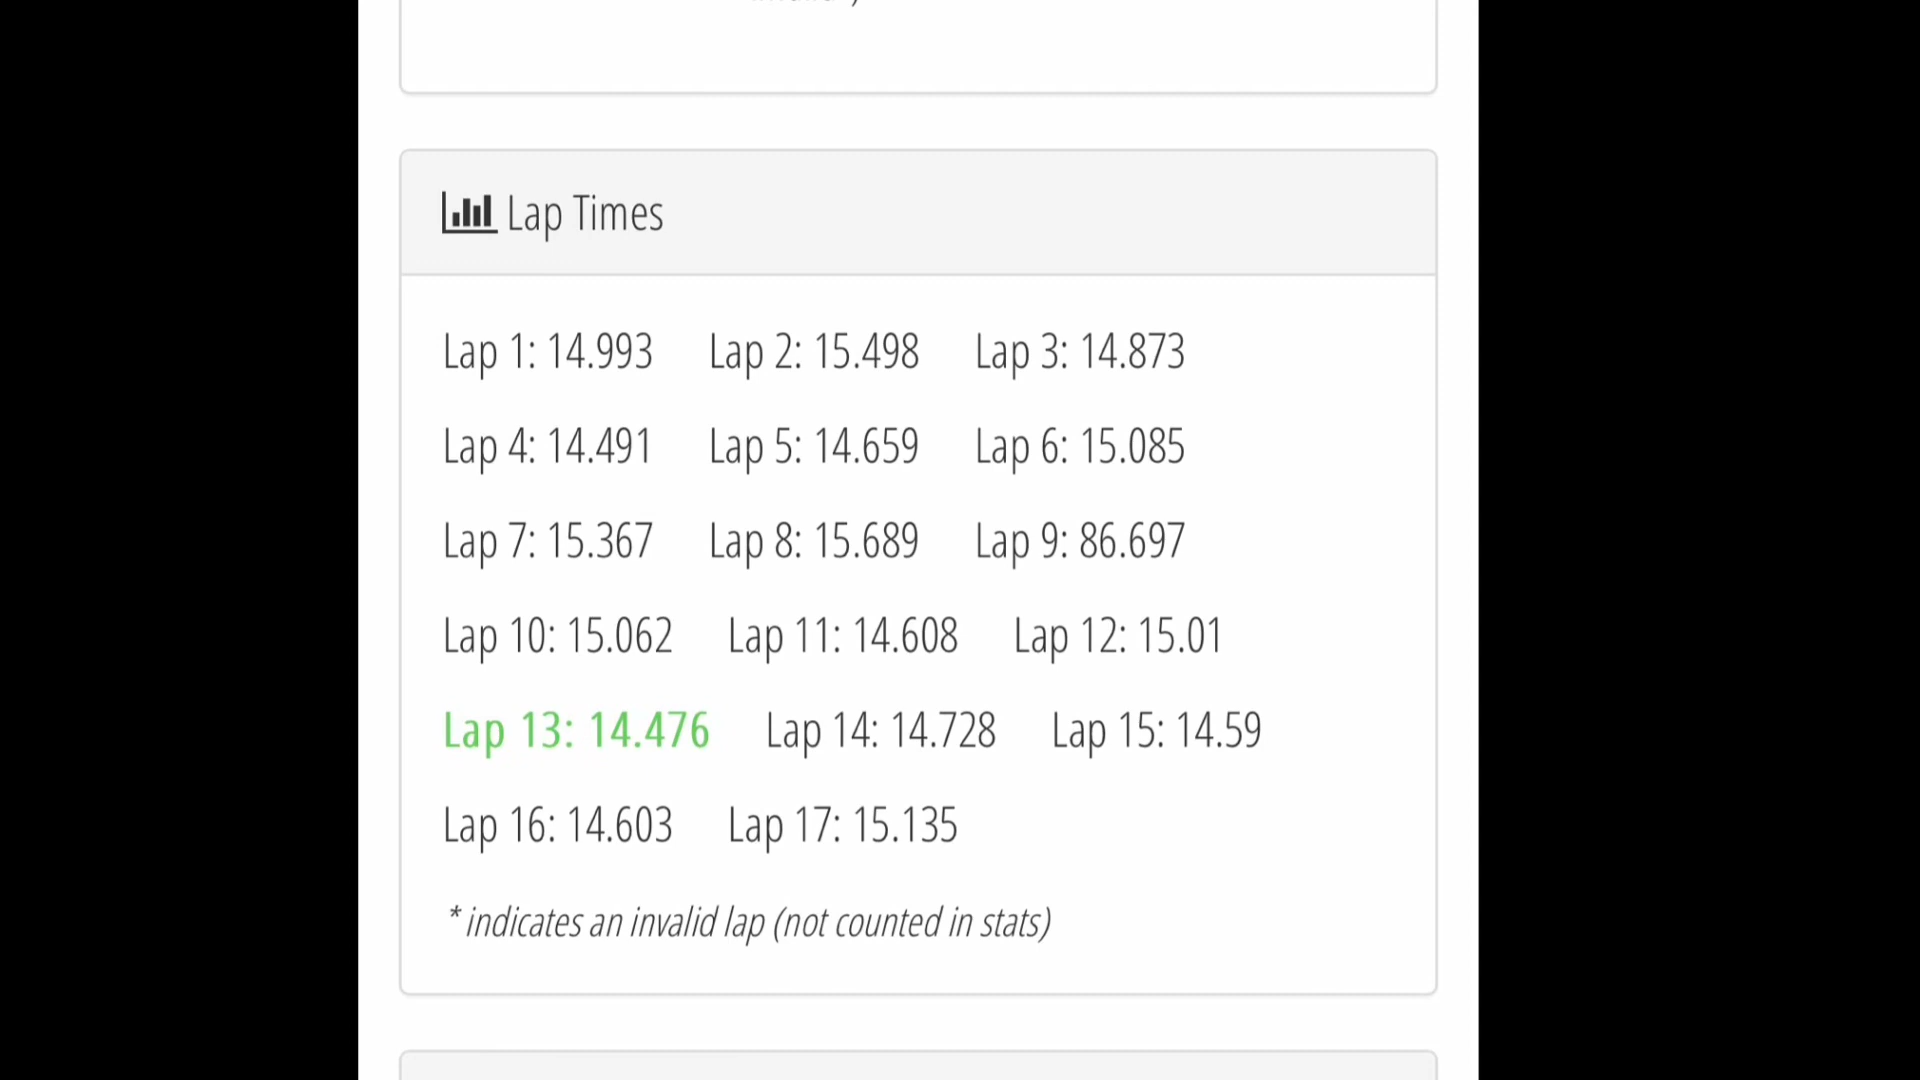 Lap Times
Lap 1: 14.993 Lap 2: 15.498 Lap 3: 14.873
Lap 4: 14.491 Lap 5: 14.659 Lap 6: 15.085
Lap 7: 15.367 Lap 8: 15.689 Lap 9: 86.697
Lap 10: 15.062 Lap 11: 14.608 Lap 12: 15.01
Lap 13: 14.476 Lap 14: 14.728 Lap 15: 14.59
Lap 16: 14.603 Lap 17: 15.135
* indicates an invalid lap (not counted in stats)